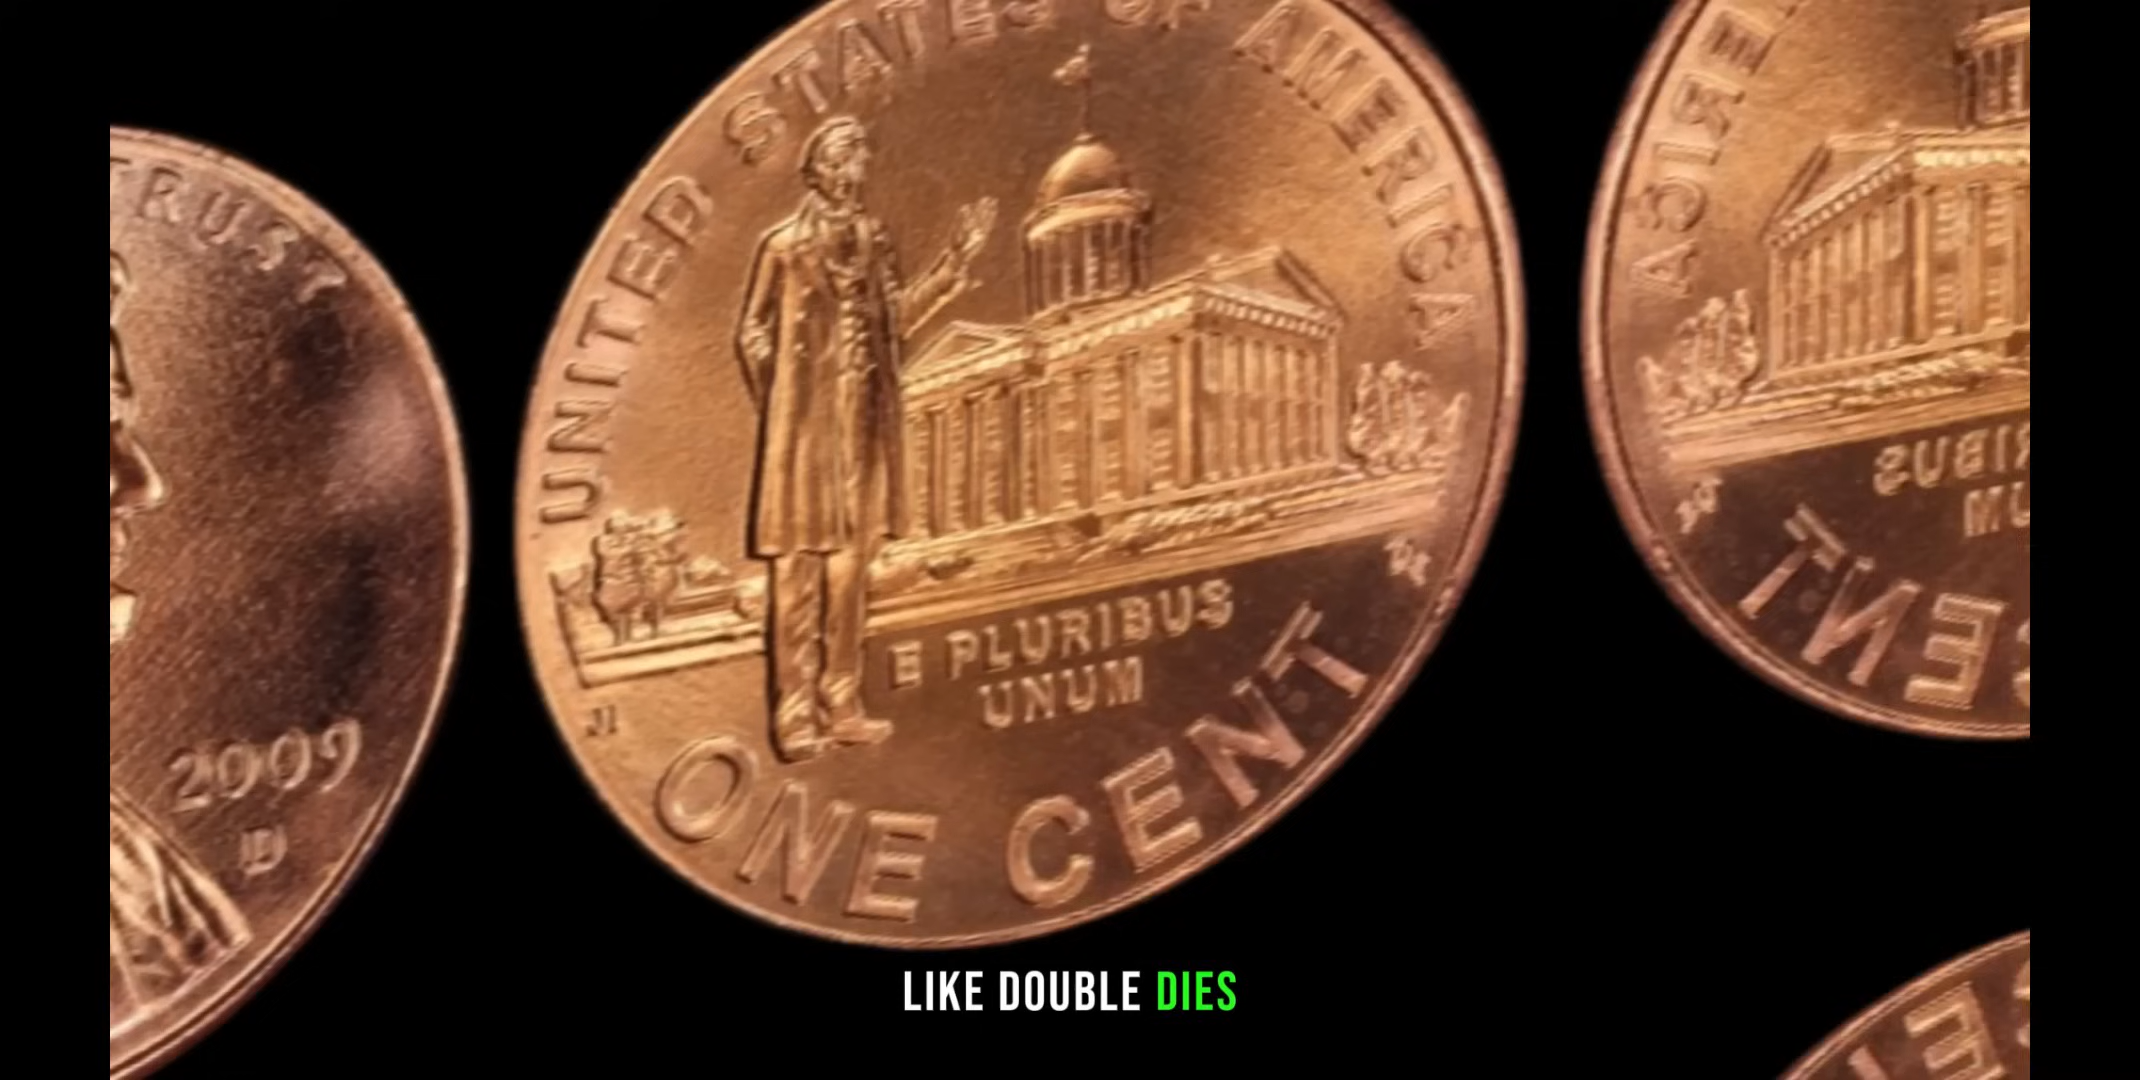 TRUST
2009
D
UNITED STATES OF AMERICA
E PLURIBUS
UNUM
ONE CENT
LIKE DOUBLE DIES